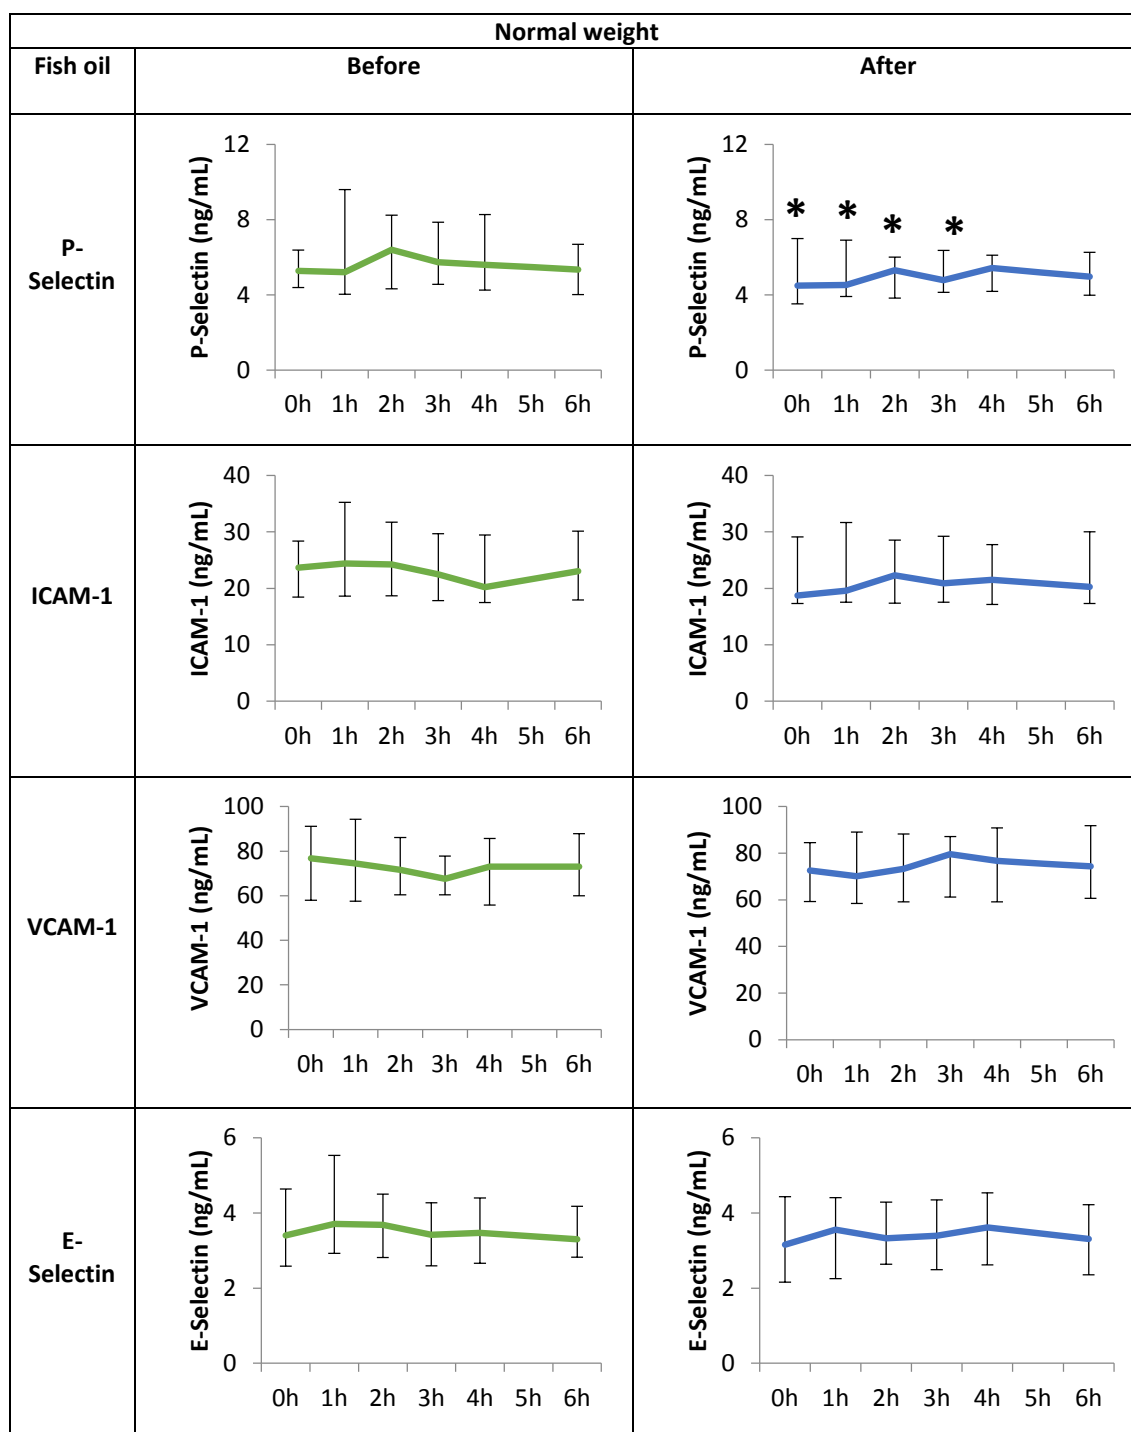 Normal weight
Fish oil
Before
After
P-
Selectin
P-Selectin (ng/mL)
12
8
4
0
0h 1h 2h 3h 4h 5h 6h
P-Selectin (ng/mL)
12
8
4
0
* * * *
0h 1h 2h 3h 4h 5h 6h
ICAM-1
ICAM-1 (ng/mL)
40
30
20
10
0
0h 1h 2h 3h 4h 5h 6h
ICAM-1 (ng/mL)
40
30
20
10
0
0h 1h 2h 3h 4h 5h 6h
VCAM-1
VCAM-1 (ng/mL)
100
80
60
40
20
0
0h 1h 2h 3h 4h 5h 6h
VCAM-1 (ng/mL)
100
80
60
40
20
0
0h 1h 2h 3h 4h 5h 6h
E-
Selectin
E-Selectin (ng/mL)
6
4
2
0
0h 1h 2h 3h 4h 5h 6h
E-Selectin (ng/mL)
6
4
2
0
0h 1h 2h 3h 4h 5h 6h